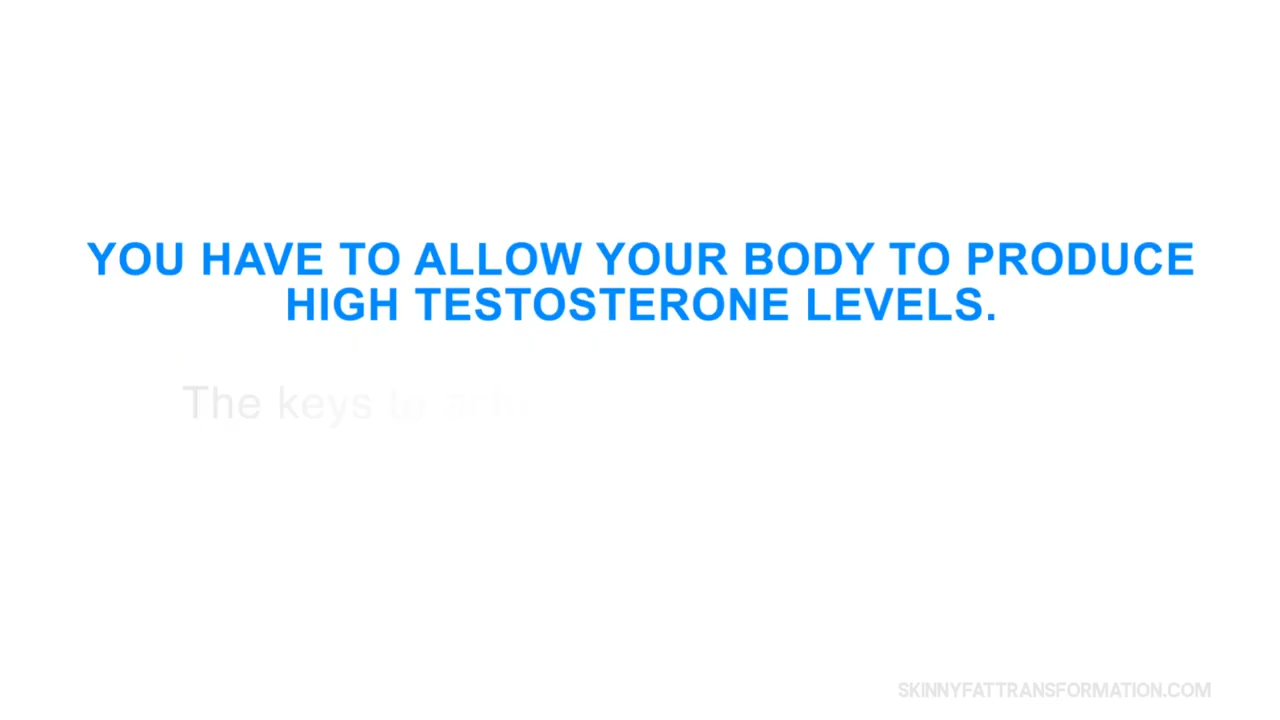 YOU HAVE TO ALLOW YOUR BODY TO PRODUCE
HIGH TESTOSTERONE LEVELS.
The keys to
SKINNYFATTRANSFORMATION.COM